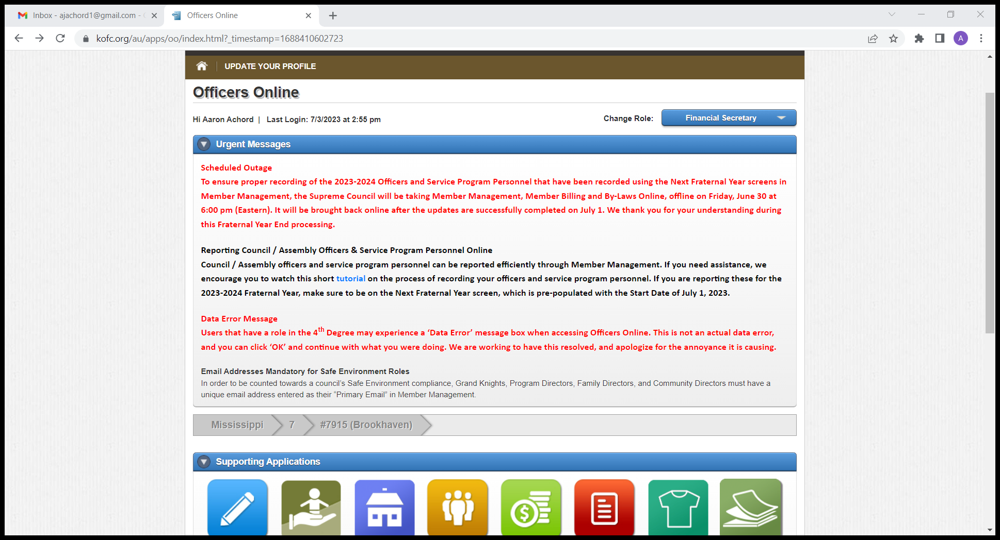 Inbox - ajachord1@gmail.com -
Officers Online
kofc.org/au/apps/oo/index.html?_timestamp=1688410602723
A
UPDATE YOUR PROFILE
Officers Online
Hi Aaron Achord | Last Login: 7/3/2023 at 2:55 pm
Change Role: Financial Secretary
Urgent Messages
Scheduled Outage
To ensure proper recording of the 2023-2024 Officers and Service Program Personnel that have been recorded using the Next Fraternal Year screens in
Member Management, the Supreme Council will be taking Member Management, Member Billing and By-Laws Online, offline on Friday, June 30 at
6:00 pm (Eastern). It will be brought back online after the updates are successfully completed on July 1. We thank you for your understanding during
this Fraternal Year End processing.
Reporting Council / Assembly Officers & Service Program Personnel Online
Council / Assembly officers and service program personnel can be reported efficiently through Member Management. If you need assistance, we
encourage you to watch this short tutorial on the process of recording your officers and service program personnel. If you are reporting these for the
2023-2024 Fraternal Year, make sure to be on the Next Fraternal Year screen, which is pre-populated with the Start Date of July 1, 2023.
Data Error Message
Users that have a role in the 4th Degree may experience a ‘Data Error’ message box when accessing Officers Online. This is not an actual data error,
and you can click ‘OK’ and continue with what you were doing. We are working to have this resolved, and apologize for the annoyance it is causing.
Email Addresses Mandatory for Safe Environment Roles
In order to be counted towards a council’s Safe Environment compliance, Grand Knights, Program Directors, Family Directors, and Community Directors must have a
unique email address entered as their “Primary Email” in Member Management.
Mississippi 7 #7915 (Brookhaven)
Supporting Applications
$